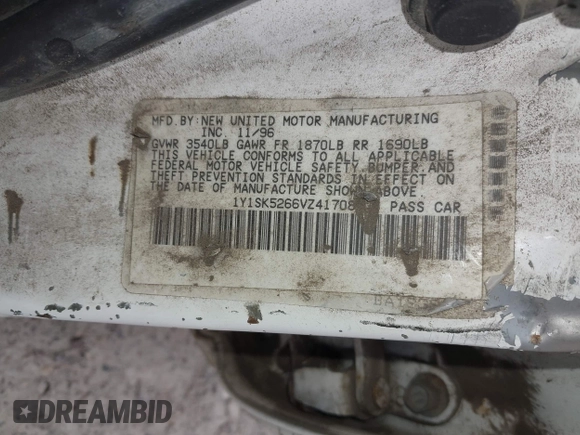 MFD. BY: NEW UNITED MOTOR MANUFACTURING
INC. 11/96
GVWR 3540LB GAWR FR 1870LB RR 1690LB
THIS VEHICLE CONFORMS TO ALL APPLICABLE
FEDERAL MOTOR VEHICLE SAFETY, BUMPER, AND
THEFT PREVENTION STANDARDS IN EFFECT ON
THE DATE OF MANUFACTURE SHOWN ABOVE.
PASS CAR
DREAMBID